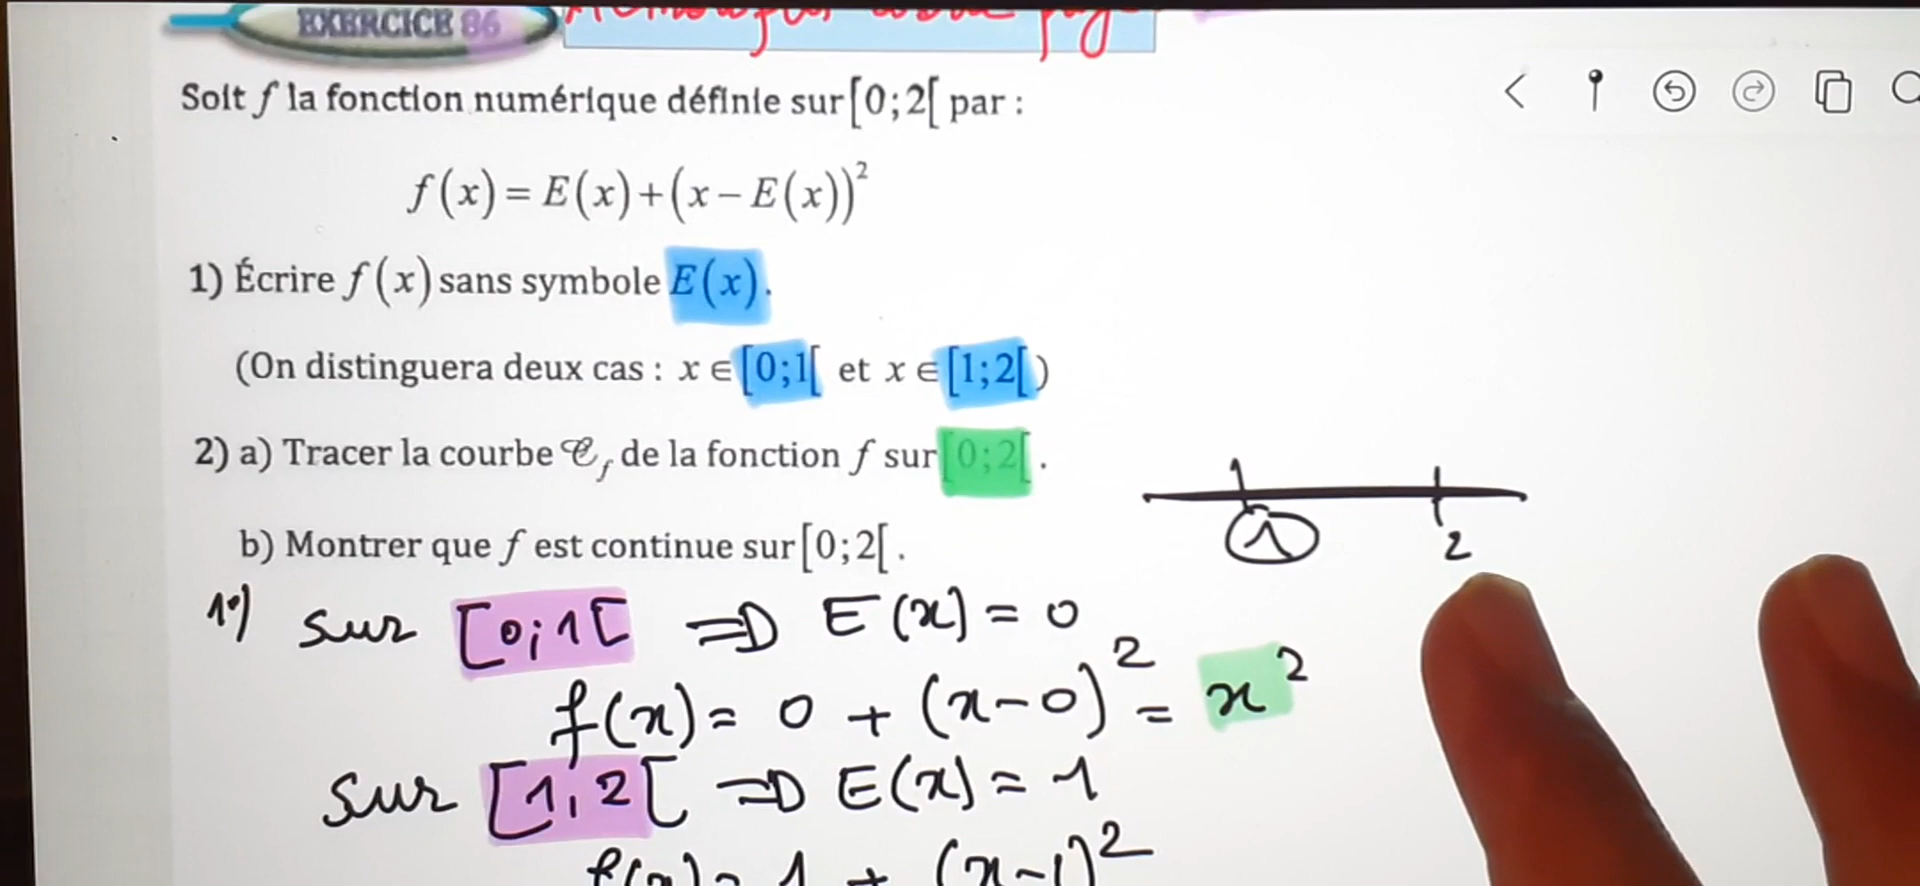 EXERCICE 86
Soit f la fonction numérique définie sur [0;2[ par :
f(x) = E(x) + (x − E(x))²
1) Écrire f(x) sans symbole E(x).
(On distinguera deux cas : x ∈ [0;1[ et x ∈ [1;2[)
2) a) Tracer la courbe 𝒞f de la fonction f sur [0;2[ .
b) Montrer que f est continue sur [0;2[ .
1
2
1°) sur [0;1[ ⇒ E(x) = 0
f(x) = 0 + (x−0)² = x²
sur [1,2[ ⇒ E(x) = 1
f(x) = 1 + (x−1)²